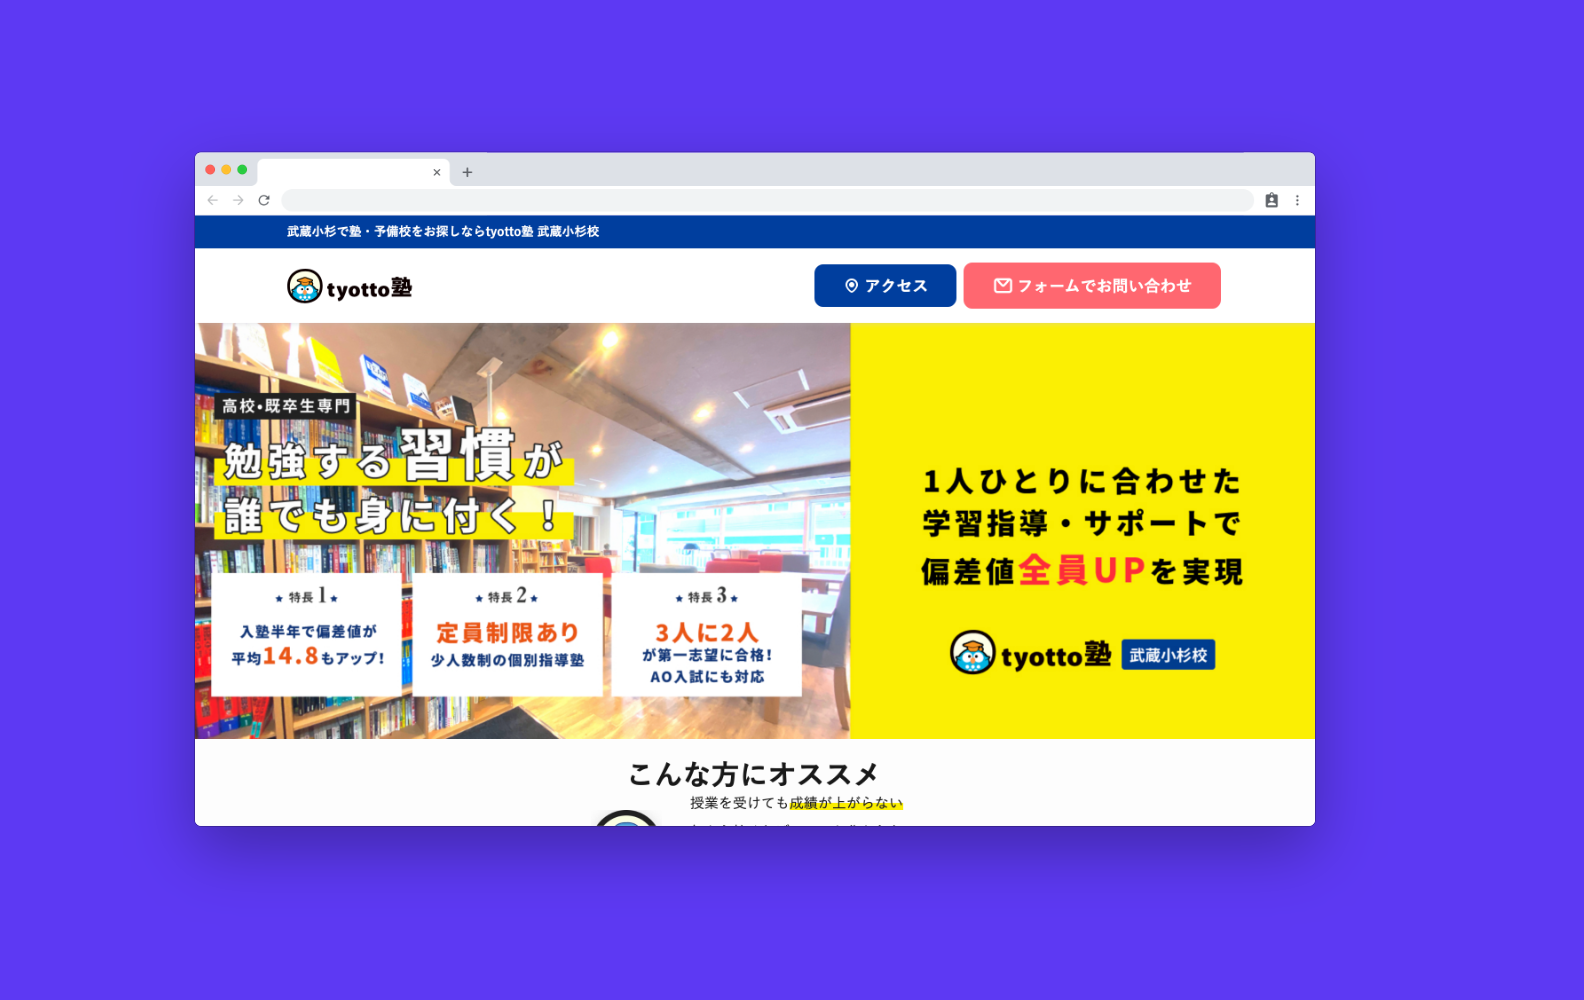 武蔵小杉で塾・予備校をお探しならtyotto塾 武蔵小杉校
tyotto塾
アクセス
フォームでお問い合わせ
高校•既卒生専門
勉強する習慣が
誰でも身に付く！
特長1
入塾半年で偏差値が
平均14.8もアップ!
特長2
定員制限あり
少人数制の個別指導塾
特長3
3人に2人
が第一志望に合格!
AO入試にも対応
1人ひとりに合わせた
学習指導・サポートで
偏差値全員UPを実現
tyotto塾 武蔵小杉校
こんな方にオススメ
授業を受けても成績が上がらない